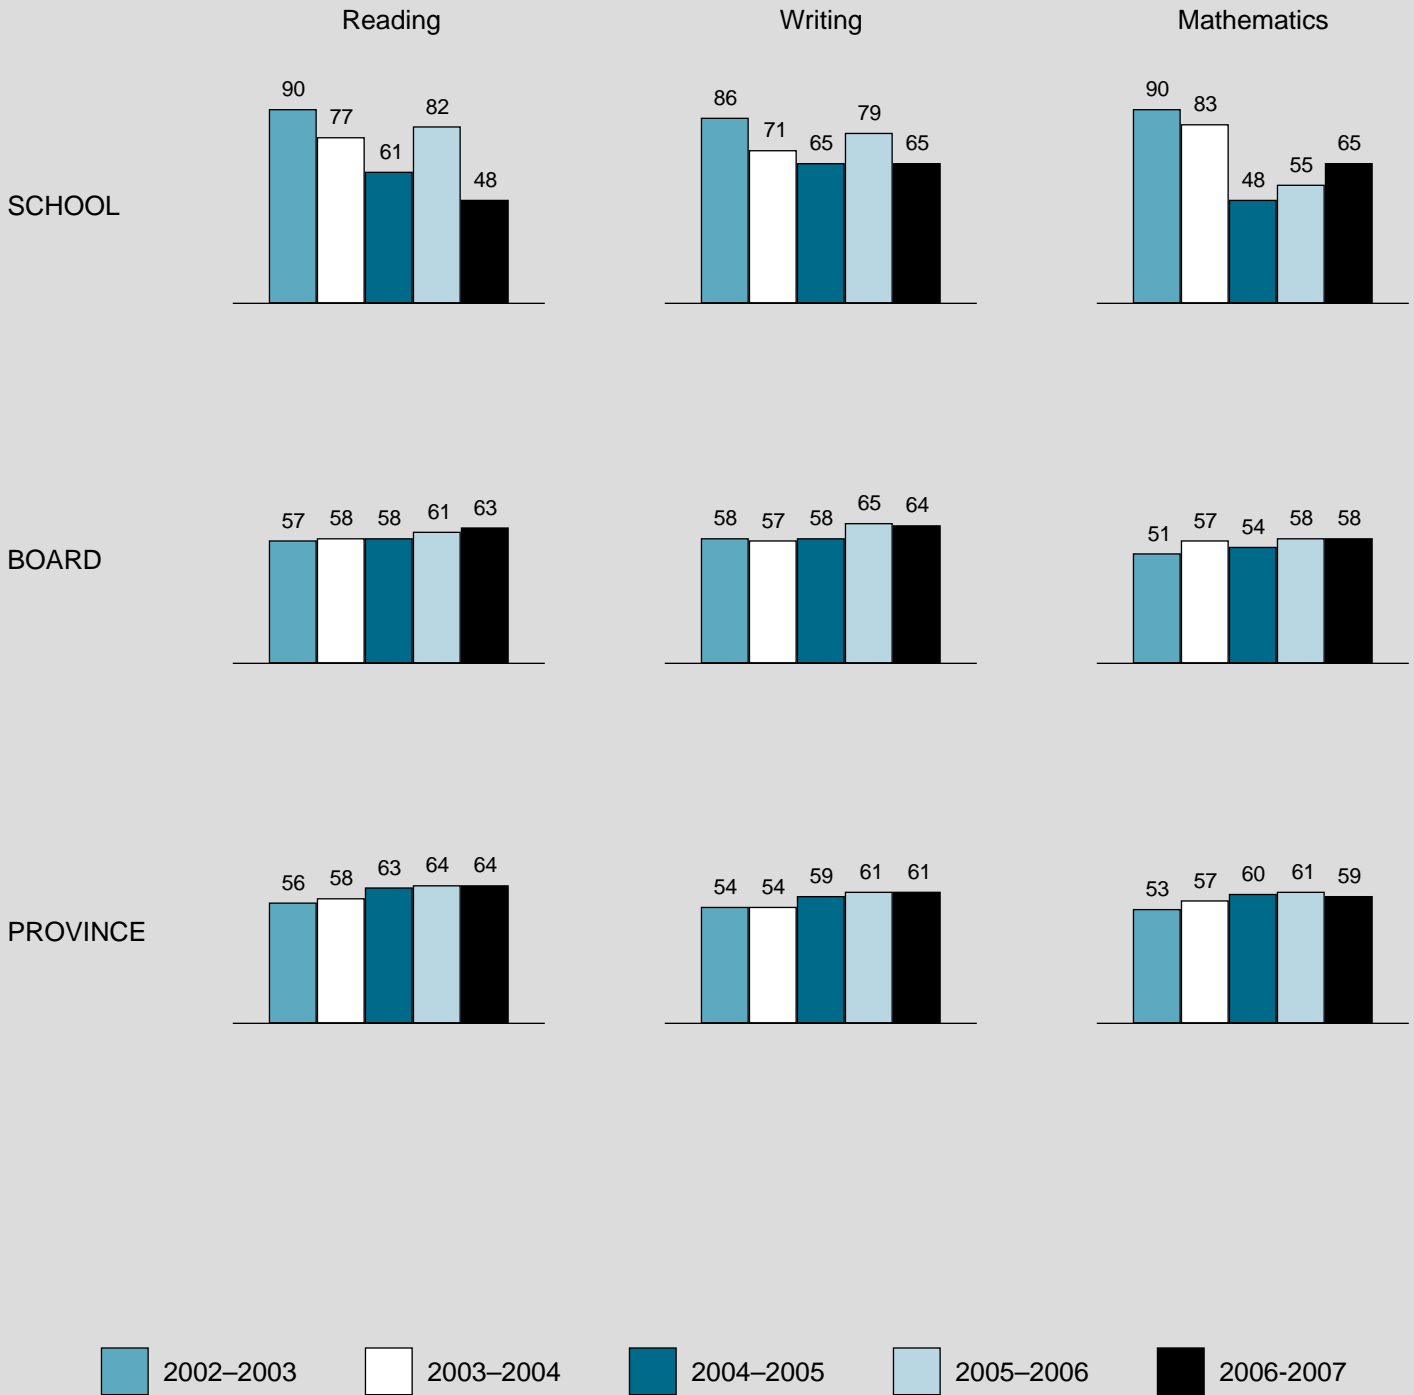 Reading Writing Mathematics
90 77 61 82 48
86 71 65 79 65
90 83 48 55 65
SCHOOL
57 58 58 61 63
58 57 58 65 64
51 57 54 58 58
BOARD
56 58 63 64 64
54 54 59 61 61
53 57 60 61 59
PROVINCE
2002–2003 2003–2004 2004–2005 2005–2006 2006-2007